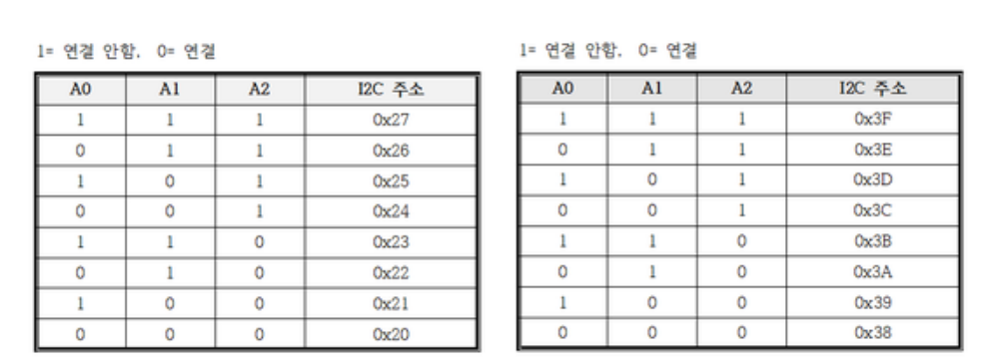 1= 연결 안함, 0= 연결
A0 A1 A2 I2C 주소
1 1 1 0x27
0 1 1 0x26
1 0 1 0x25
0 0 1 0x24
1 1 0 0x23
0 1 0 0x22
1 0 0 0x21
0 0 0 0x20
1= 연결 안함, 0= 연결
A0 A1 A2 I2C 주소
1 1 1 0x3F
0 1 1 0x3E
1 0 1 0x3D
0 0 1 0x3C
1 1 0 0x3B
0 1 0 0x3A
1 0 0 0x39
0 0 0 0x38